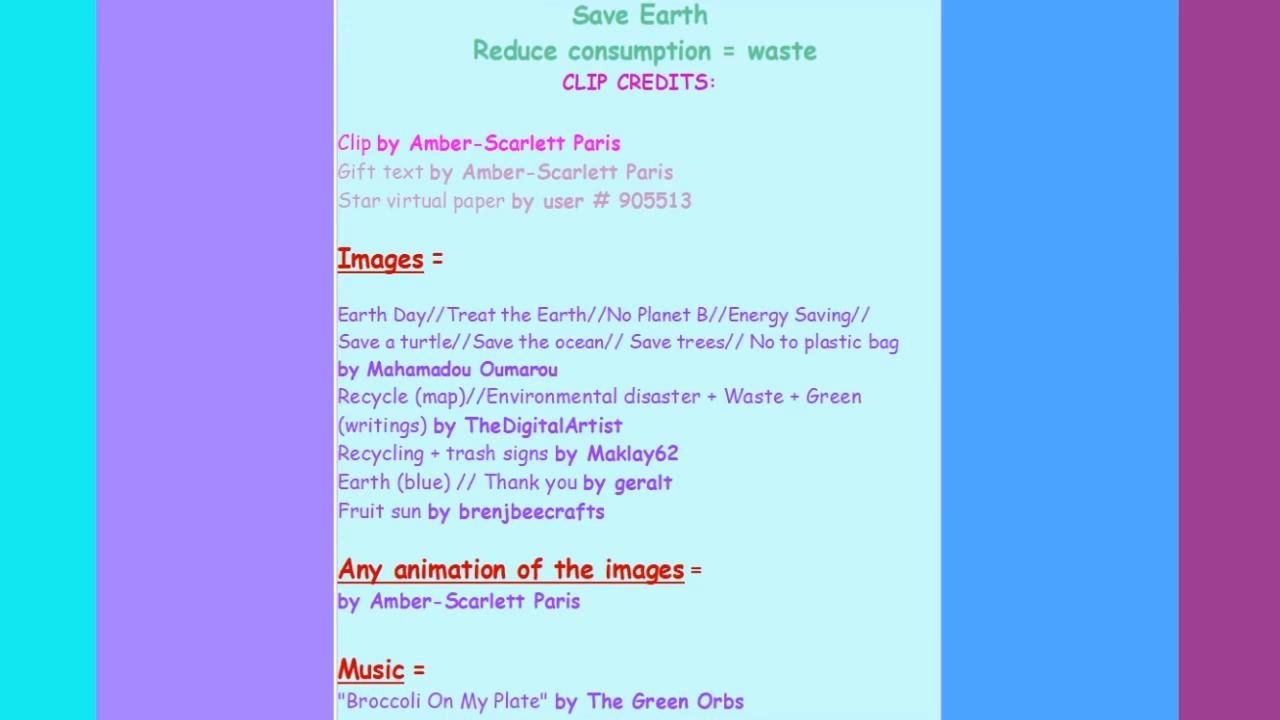 Save Earth
Reduce consumption = waste
CLIP CREDITS:
Clip by Amber-Scarlett Paris
Gift text by Amber-Scarlett Paris
Star virtual paper by user # 905513
Images =
Earth Day//Treat the Earth//No Planet B//Energy Saving//
Save a turtle//Save the ocean// Save trees// No to plastic bag
by Mahamadou Oumarou
Recycle (map)//Environmental disaster + Waste + Green
(writings) by TheDigitalArtist
Recycling + trash signs by Maklay62
Earth (blue) // Thank you by geralt
Fruit sun by brenjbeecrafts
Any animation of the images =
by Amber-Scarlett Paris
Music =
"Broccoli On My Plate" by The Green Orbs